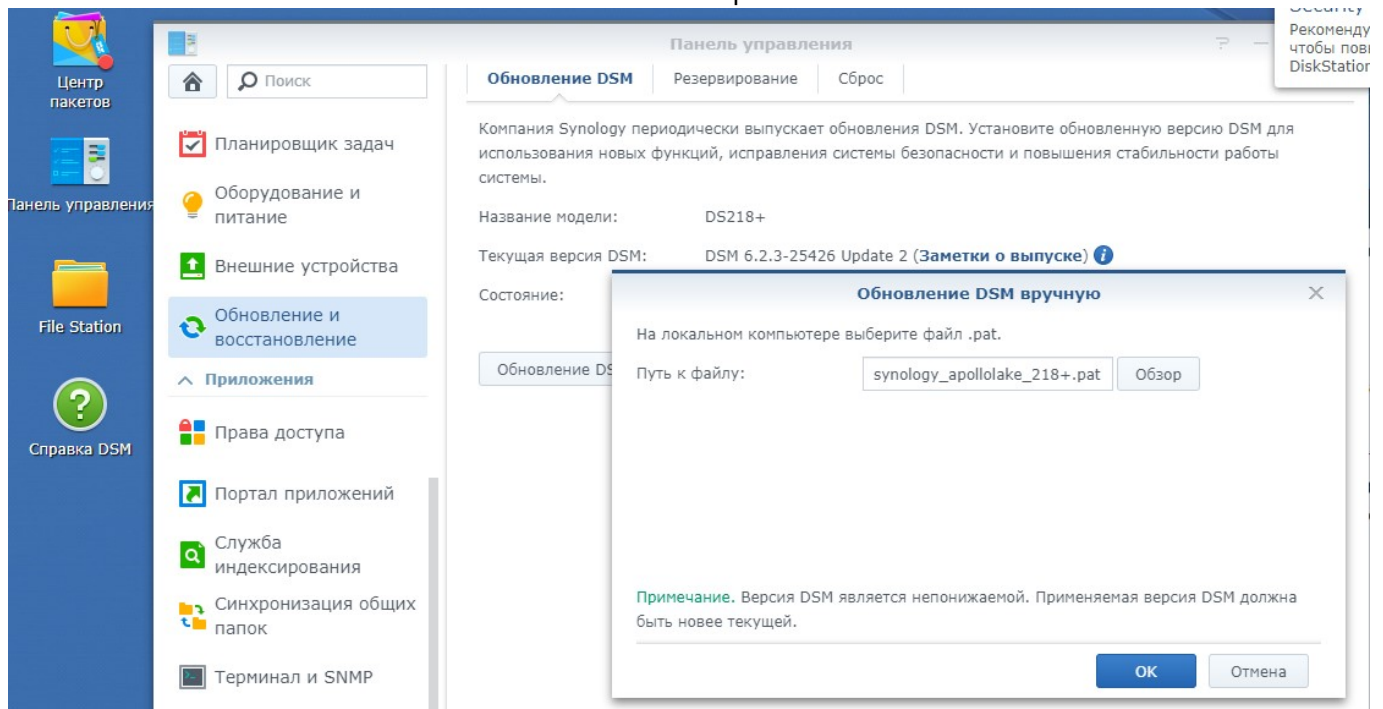 Security
Рекоменду
чтобы повы
DiskStation
Центр
пакетов
Панель управления
File Station
Справка DSM
Панель управления
Поиск
Планировщик задач
Оборудование и
питание
Внешние устройства
Обновление и
восстановление
Приложения
Права доступа
Портал приложений
Служба
индексирования
Синхронизация общих
папок
Терминал и SNMP
Обновление DSM
Резервирование
Сброс
Компания Synology периодически выпускает обновления DSM. Установите обновленную версию DSM для
использования новых функций, исправления системы безопасности и повышения стабильности работы
системы.
Название модели: DS218+
Текущая версия DSM: DSM 6.2.3-25426 Update 2 (Заметки о выпуске)
Состояние:
Обновление DS
Обновление DSM вручную
На локальном компьютере выберите файл .pat.
Путь к файлу: synology_apollolake_218+.pat Обзор
Примечание. Версия DSM является непонижаемой. Применяемая версия DSM должна
быть новее текущей.
ОК
Отмена